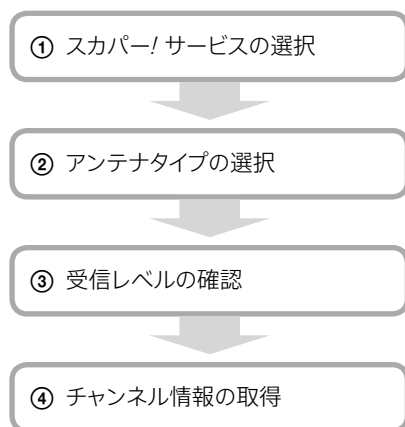 ① スカパー! サービスの選択
② アンテナタイプの選択
③ 受信レベルの確認
④ チャンネル情報の取得